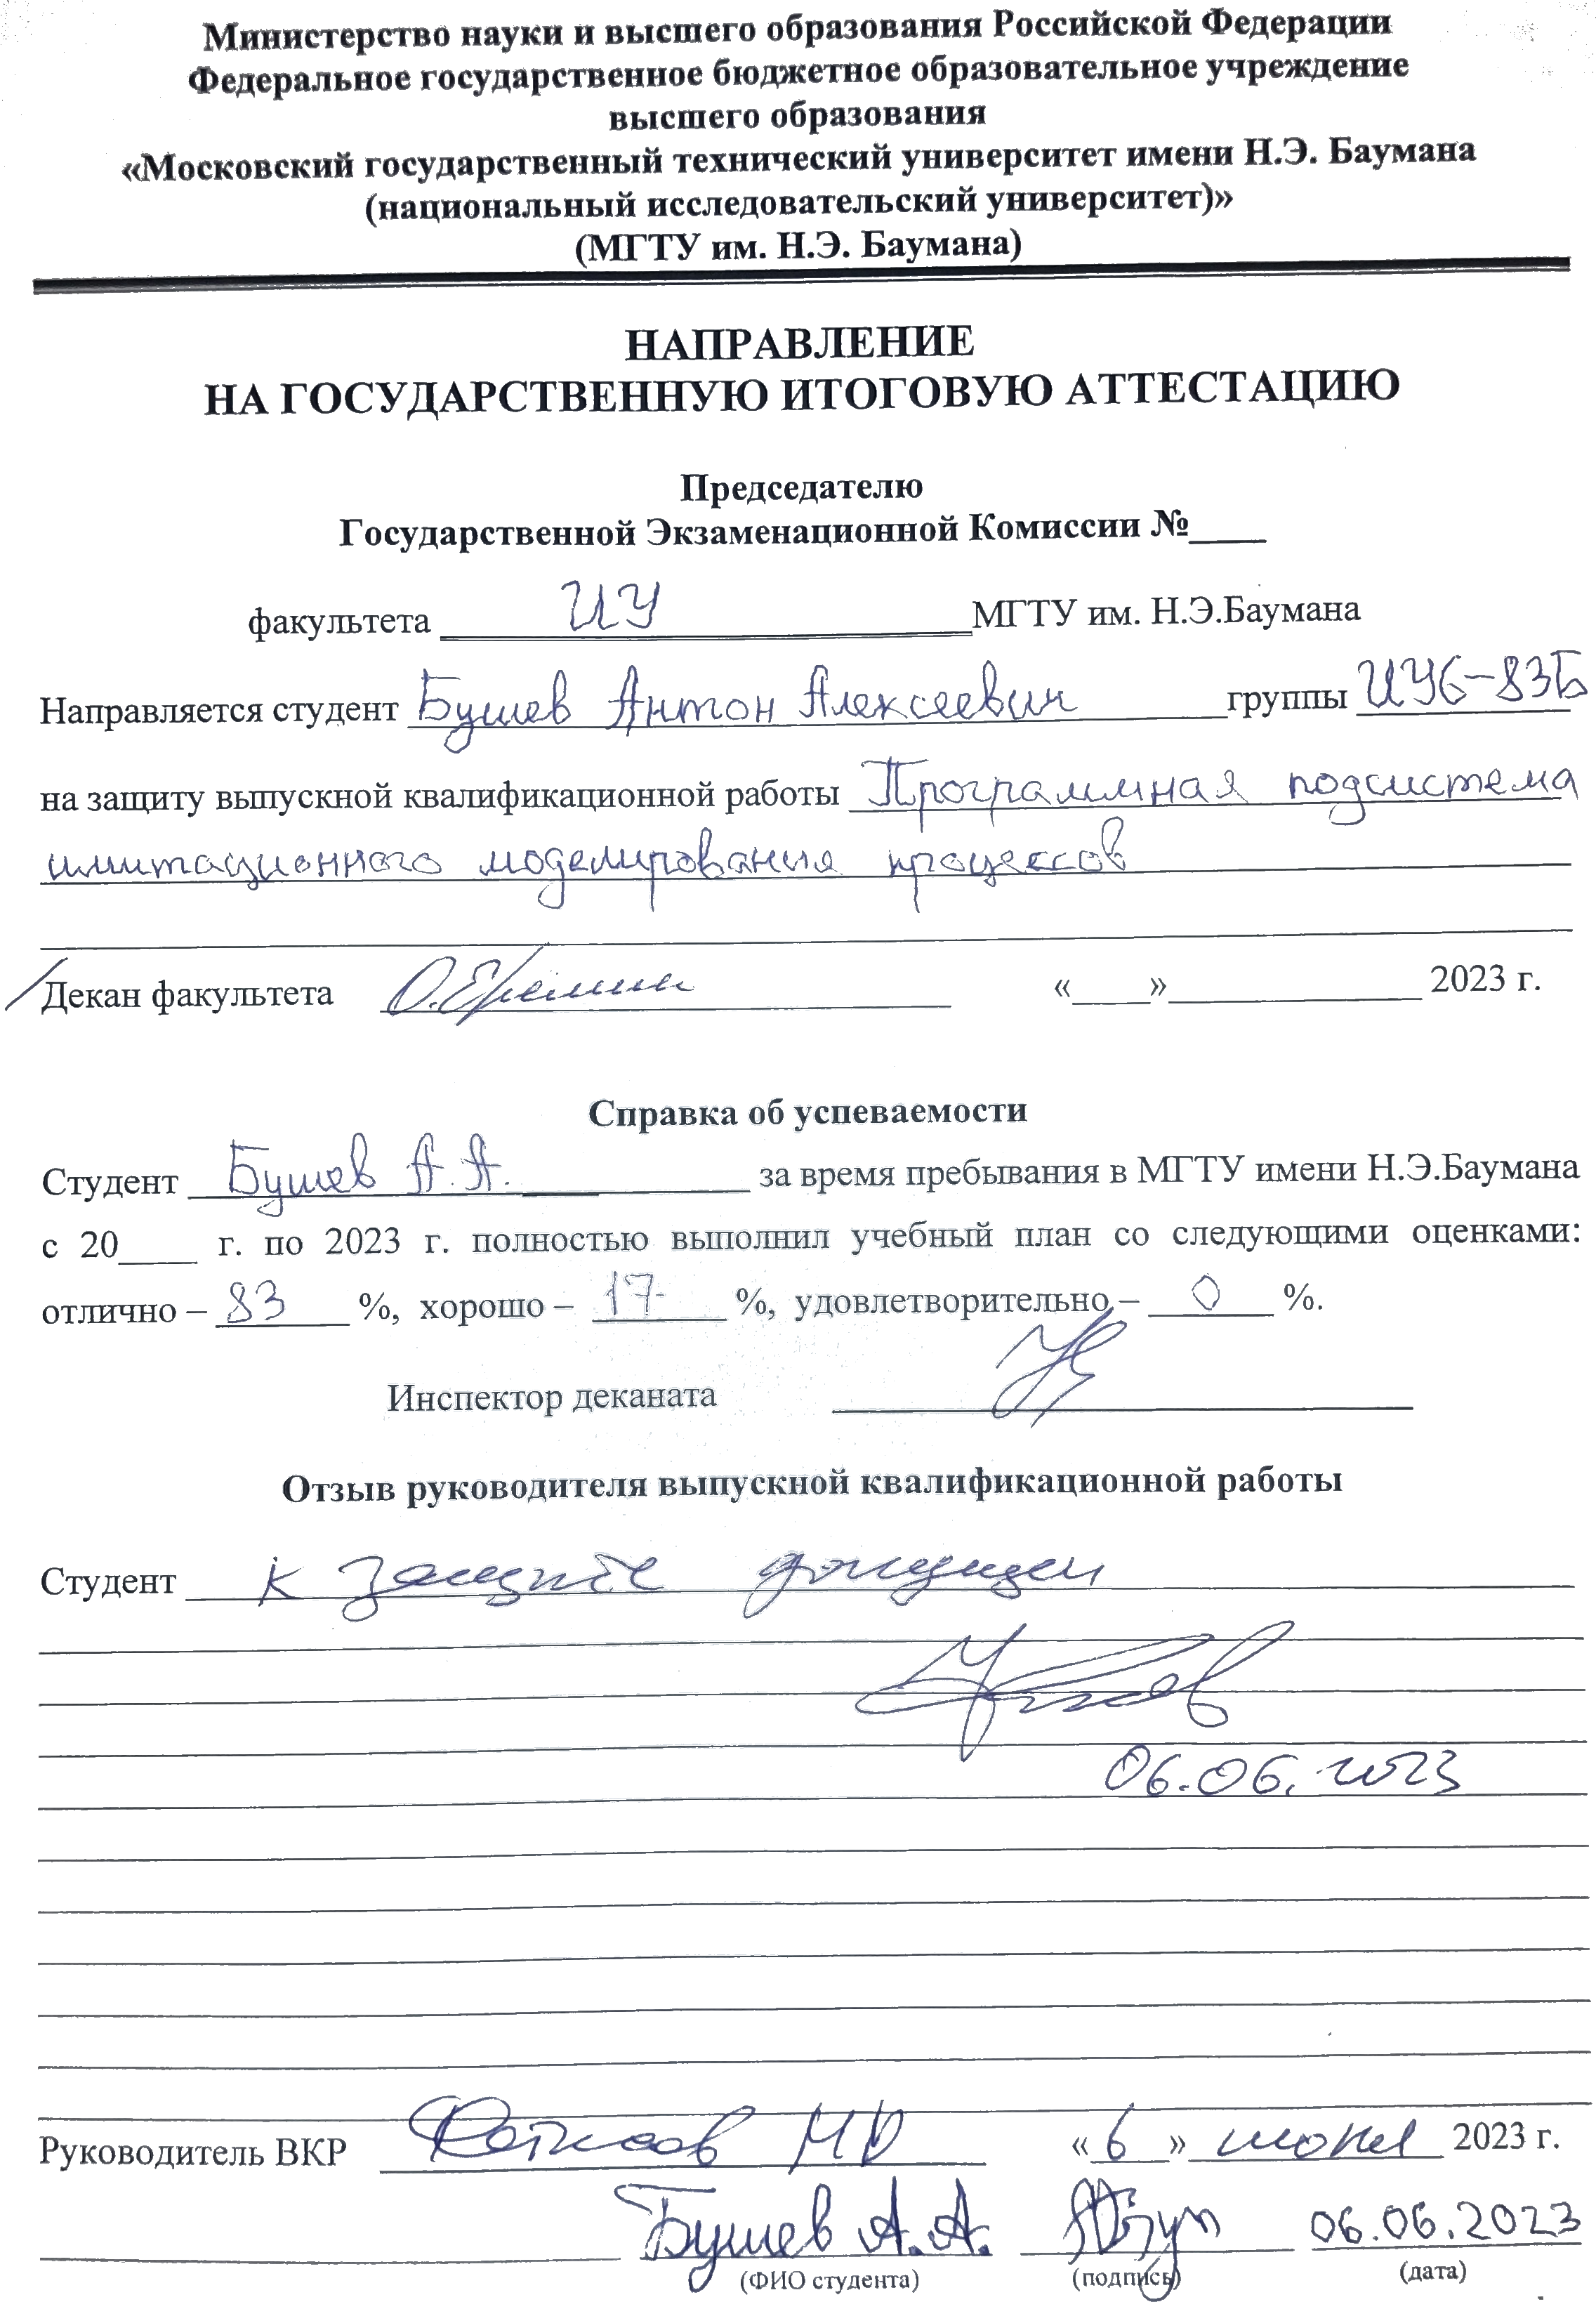 Министерство науки и высшего образования Российской Федерации
Федеральное государственное бюджетное образовательное учреждение
высшего образования
«Московский государственный технический университет имени Н.Э. Баумана
(национальный исследовательский университет)»
(МГТУ им. Н.Э. Баумана)
НАПРАВЛЕНИЕ
НА ГОСУДАРСТВЕННУЮ ИТОГОВУЮ АТТЕСТАЦИЮ
Председателю
Государственной Экзаменационной Комиссии №____
факультета ИУ МГТУ им. Н.Э.Баумана
Направляется студент Бушев Антон Алексеевич группы ИУ6-83Б
на защиту выпускной квалификационной работы Программная подсистема
имитационного моделирования процессов
Декан факультета О.Еремин «____»____________ 2023 г.
Справка об успеваемости
Студент Бушев А.А. за время пребывания в МГТУ имени Н.Э.Баумана
с 20____ г. по 2023 г. полностью выполнил учебный план со следующими оценками:
отлично – 83 %, хорошо – 17 %, удовлетворительно – 0 %.
Инспектор деканата
Отзыв руководителя выпускной квалификационной работы
Студент к защите допущен
06.06.2023
Руководитель ВКР «6» июня 2023 г.
Бушев А.А. 06.06.2023
(ФИО студента) (подпись) (дата)